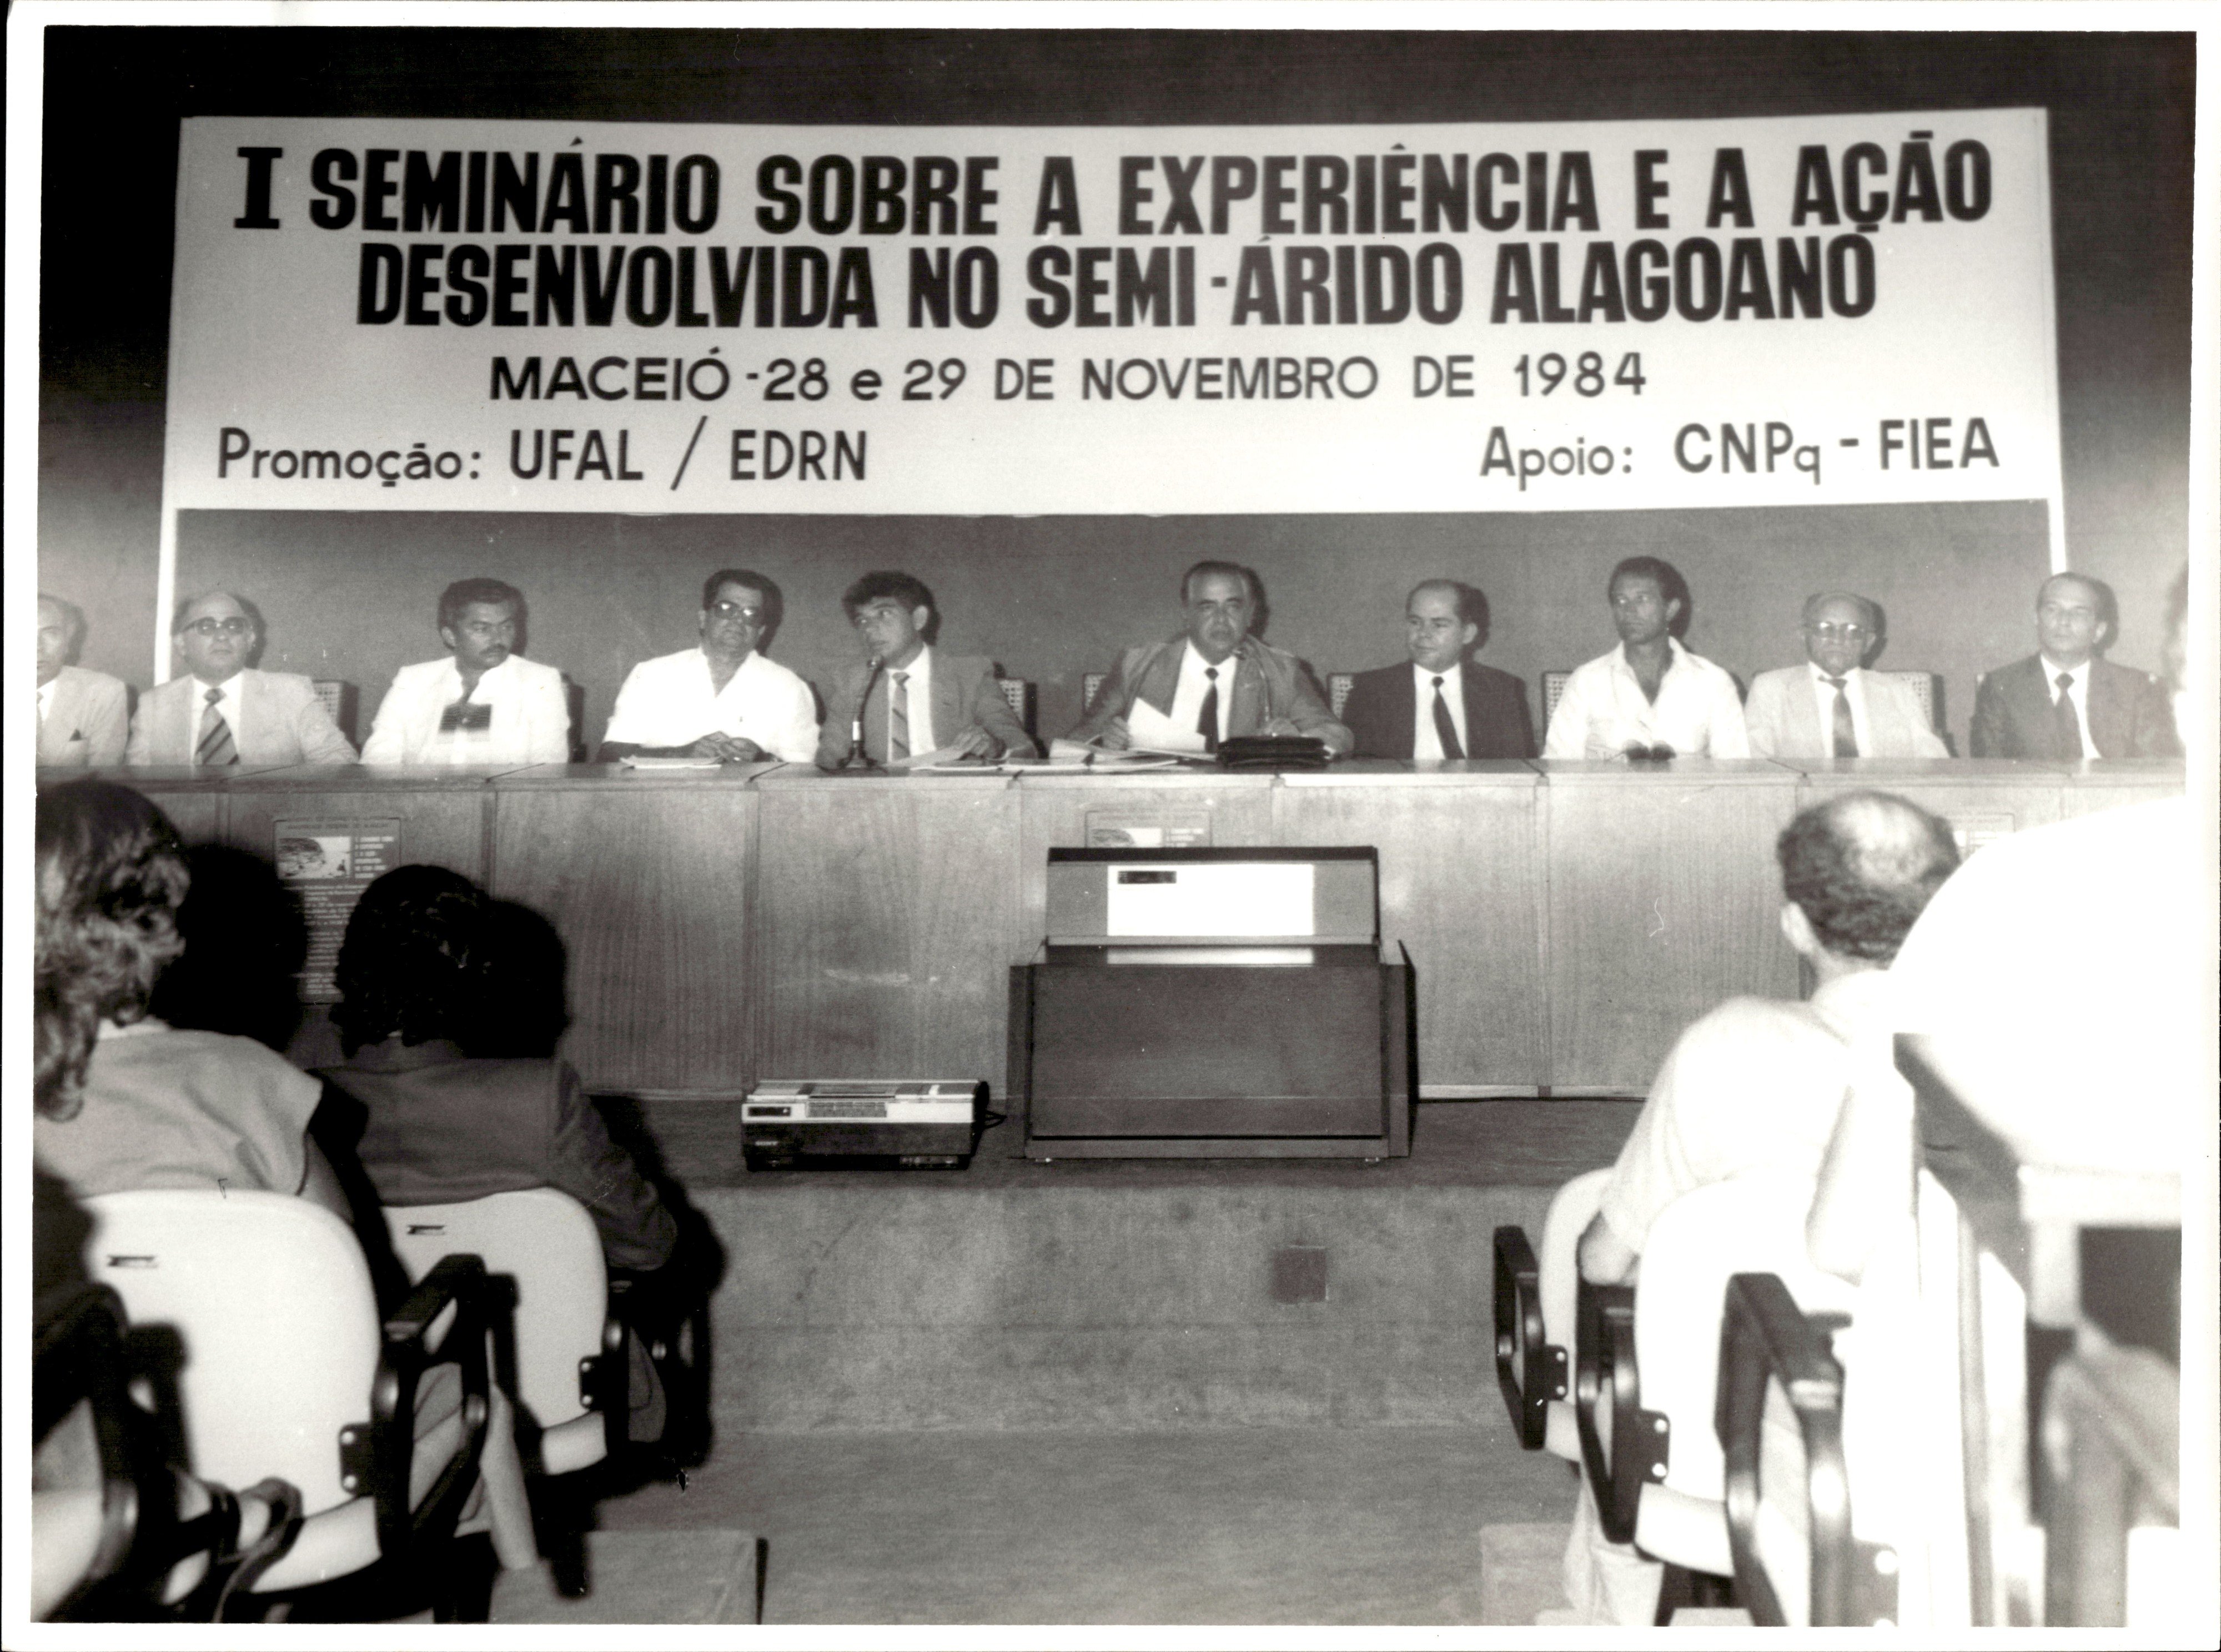 I SEMINÁRIO SOBRE A EXPERIÊNCIA E A AÇÃO
DESENVOLVIDA NO SEMI-ÁRIDO ALAGOANO
MACEIÓ - 28 e 29 DE NOVEMBRO DE 1984
Promoção: UFAL / EDRN
Apoio: CNPq - FIEA
SONY